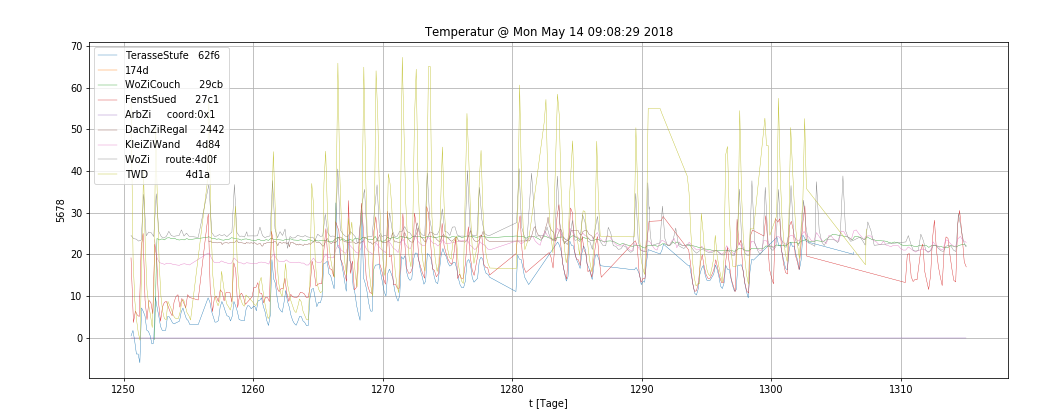 Temperatur @ Mon May 14 09:08:29 2018
70
60
50
40
30
20
10
0
5678
TerasseStufe 62f6
174d
WoZiCouch 29cb
FenstSued 27c1
ArbZi coord:0x1
DachZiRegal 2442
KleiZiWand 4d84
WoZi route:4d0f
TWD 4d1a
1250 1260 1270 1280 1290 1300 1310
t [Tage]